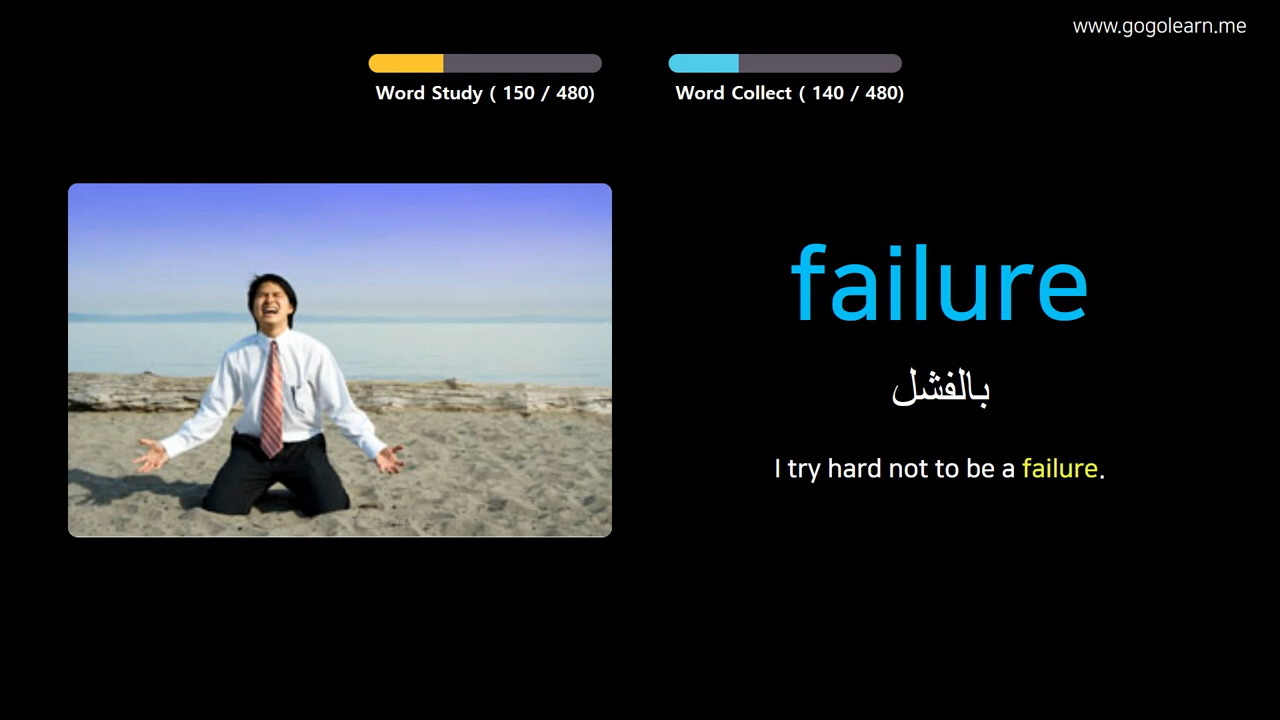 www.gogolearn.me
Word Study ( 150 / 480)
Word Collect ( 140 / 480)
failure
بالفشل
I try hard not to be a failure.